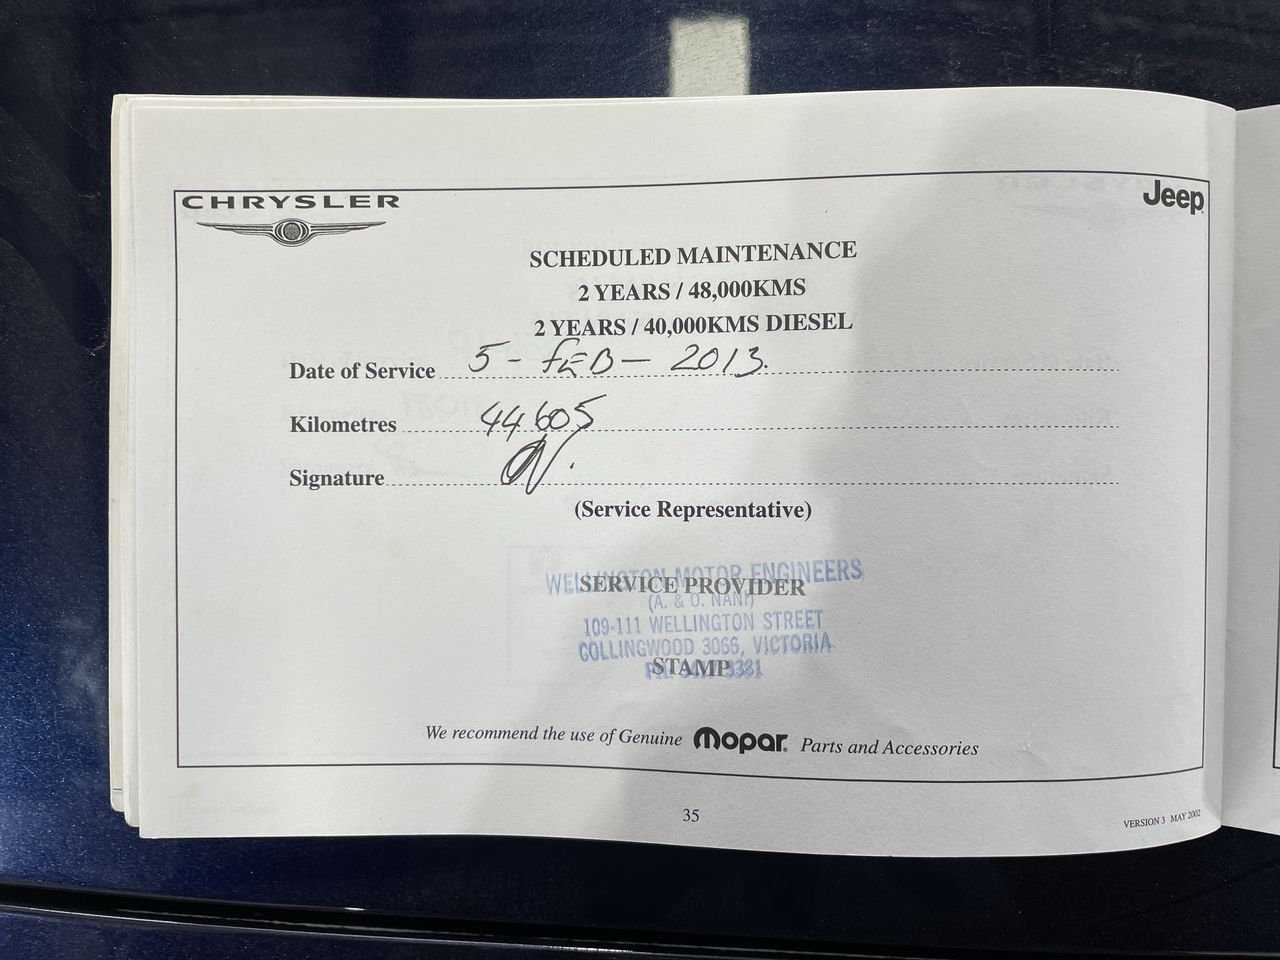 CHRYSLER
Jeep
SCHEDULED MAINTENANCE
2 YEARS / 48,000KMS
2 YEARS / 40,000KMS DIESEL
Date of Service 5 - FEB - 2013.
Kilometres 44605
Signature
(Service Representative)
WELLINGTON MOTOR ENGINEERS
SERVICE PROVIDER
(A. & O. NANI)
109-111 WELLINGTON STREET
COLLINGWOOD 3066, VICTORIA
STAMP
PH. 3381
We recommend the use of Genuine Mopar Parts and Accessories
35
VERSION 3 MAY 2002